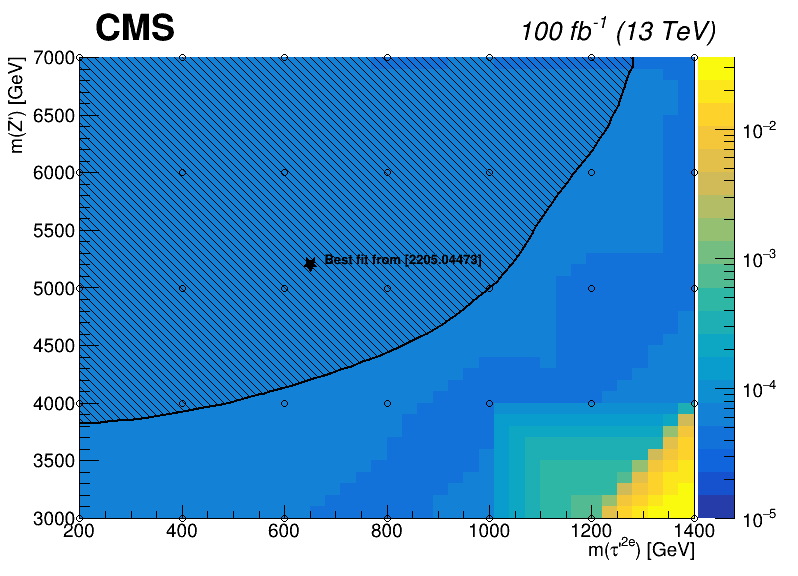 CMS
100 fb⁻¹ (13 TeV)
m(Z') [GeV]
7000
6500
6000
5500
5000
4500
4000
3500
3000
Best fit from [2205.04473]
200 400 600 800 1000 1200 1400
m(τ'²ᵉ) [GeV]
10⁻²
10⁻³
10⁻⁴
10⁻⁵